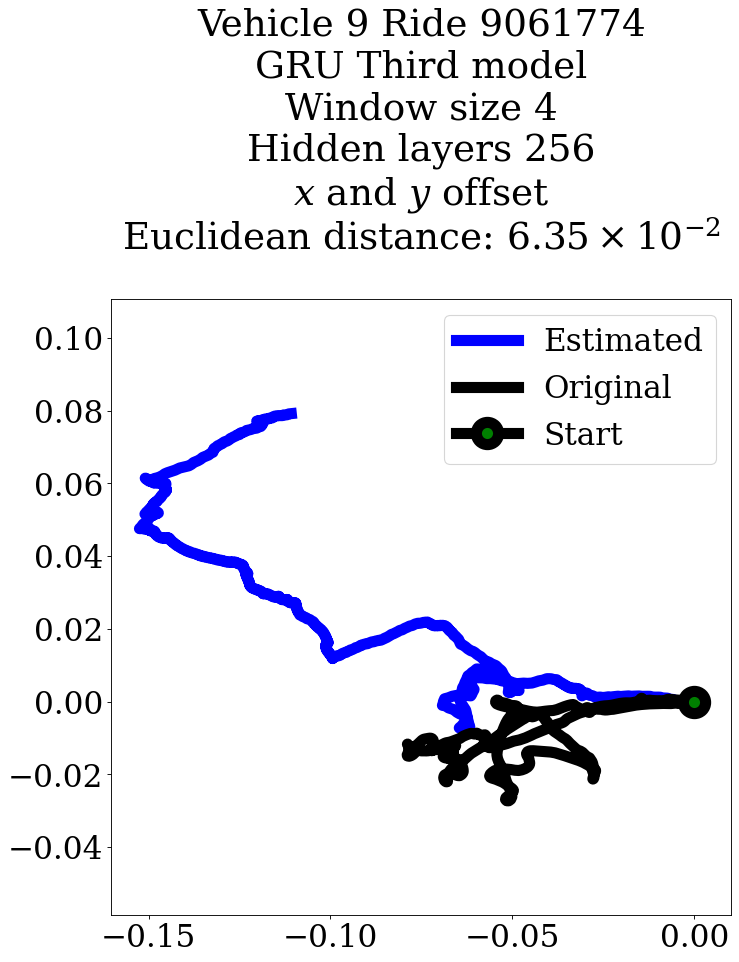 Vehicle 9 Ride 9061774
GRU Third model
Window size 4
Hidden layers 256
x and y offset
Euclidean distance: 6.35 × 10⁻²
Estimated
Original
Start
0.10
0.08
0.06
0.04
0.02
0.00
−0.02
−0.04
−0.15 −0.10 −0.05 0.00